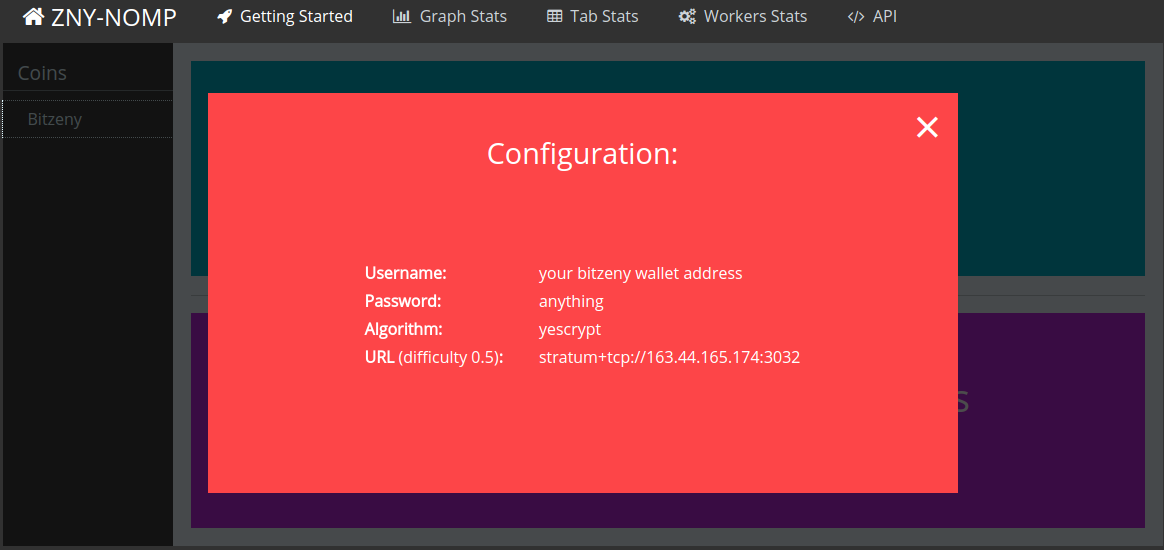 ZNY-NOMP Getting Started Graph Stats Tab Stats Workers Stats </> API
Coins
Bitzeny
Configuration:
Username: your bitzeny wallet address
Password: anything
Algorithm: yescrypt
URL (difficulty 0.5): stratum+tcp://163.44.165.174:3032